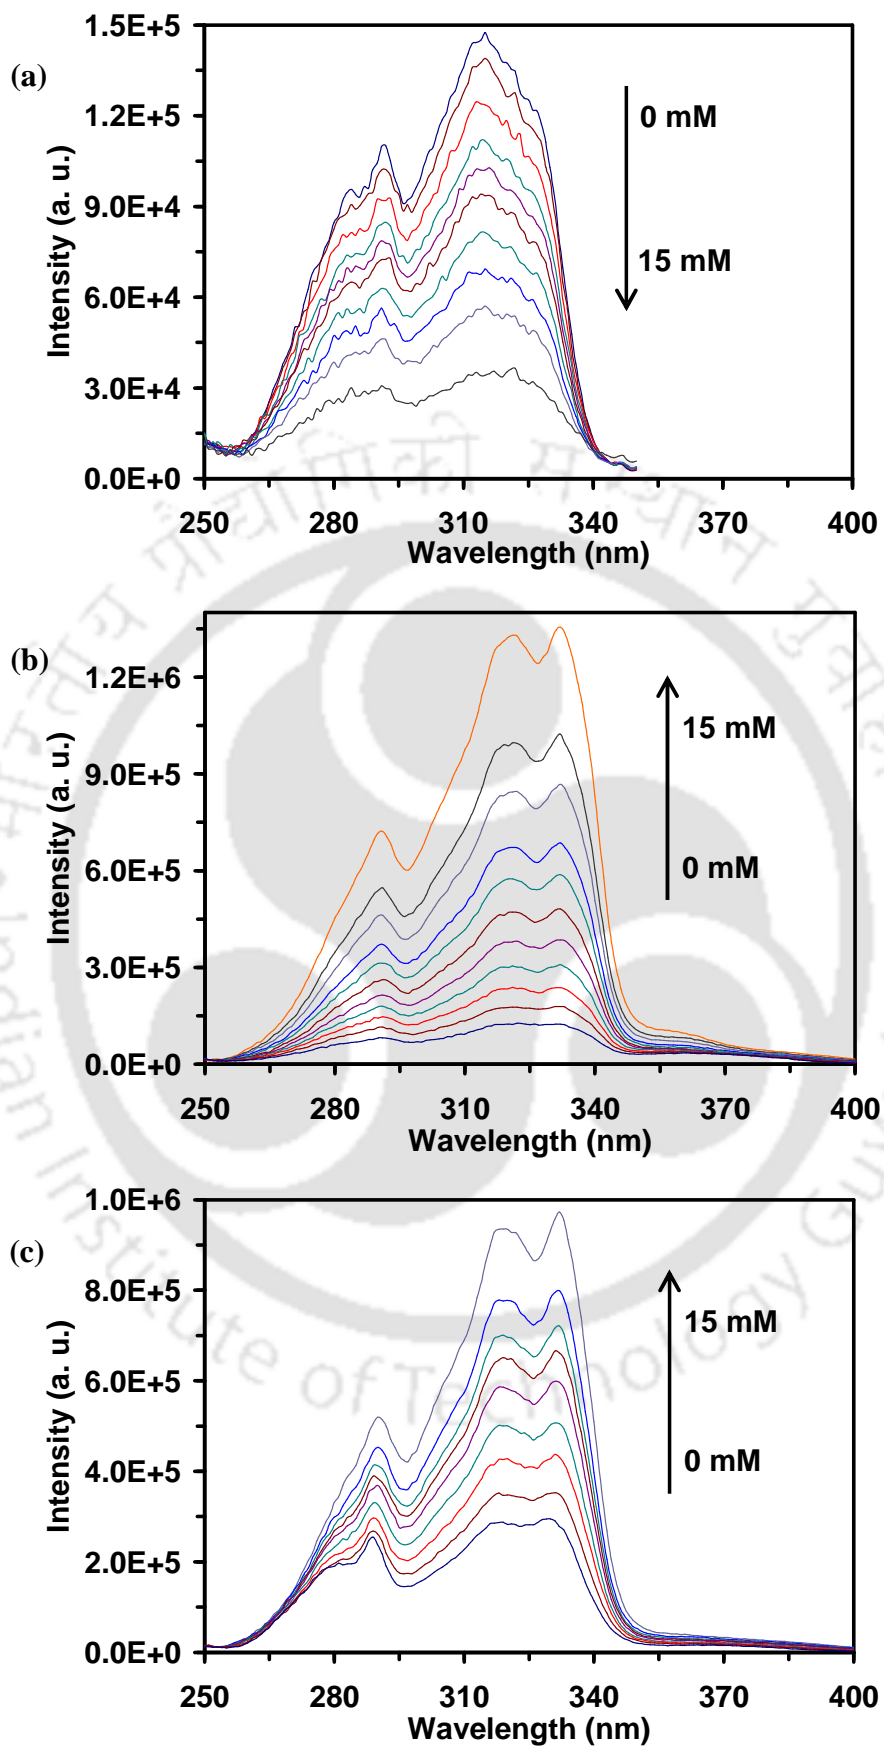 (a)
1.5E+5
1.2E+5
9.0E+4
6.0E+4
3.0E+4
0.0E+0
Intensity (a. u.)
0 mM
15 mM
250 280 310 340 370 400
Wavelength (nm)
(b)
1.2E+6
9.0E+5
6.0E+5
3.0E+5
0.0E+0
Intensity (a. u.)
15 mM
0 mM
250 280 310 340 370 400
Wavelength (nm)
(c)
1.0E+6
8.0E+5
6.0E+5
4.0E+5
2.0E+5
0.0E+0
Intensity (a. u.)
15 mM
0 mM
250 280 310 340 370 400
Wavelength (nm)
Indian Institute of Technology